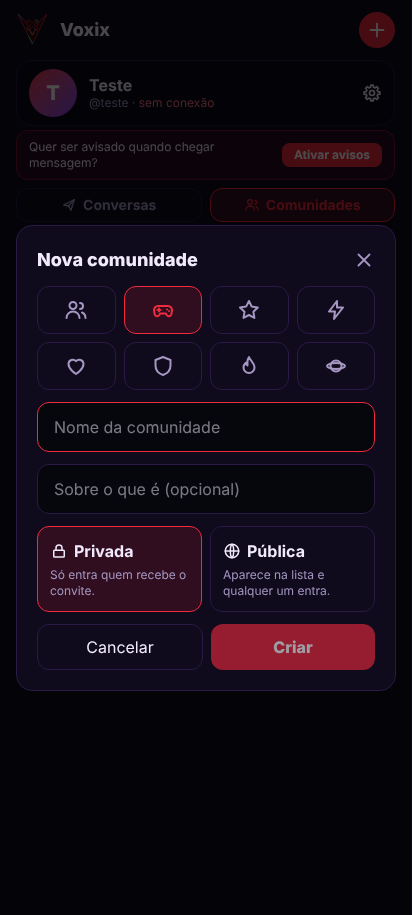 Voxix
T
Teste
@teste · sem conexão
Quer ser avisado quando chegar
mensagem?
Ativar avisos
Conversas
Comunidades
Nova comunidade
Nome da comunidade
Sobre o que é (opcional)
Privada
Só entra quem recebe o
convite.
Pública
Aparece na lista e
qualquer um entra.
Cancelar
Criar